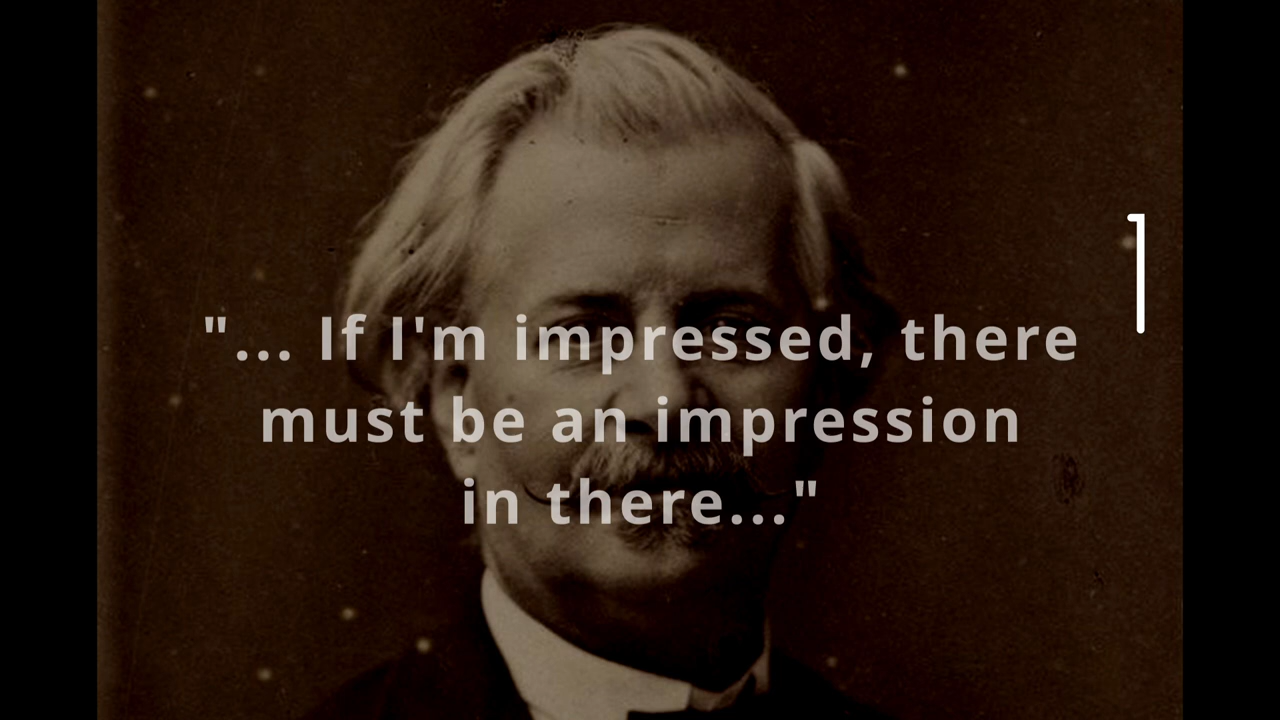 "... If I'm impressed, there
must be an impression
in there..."